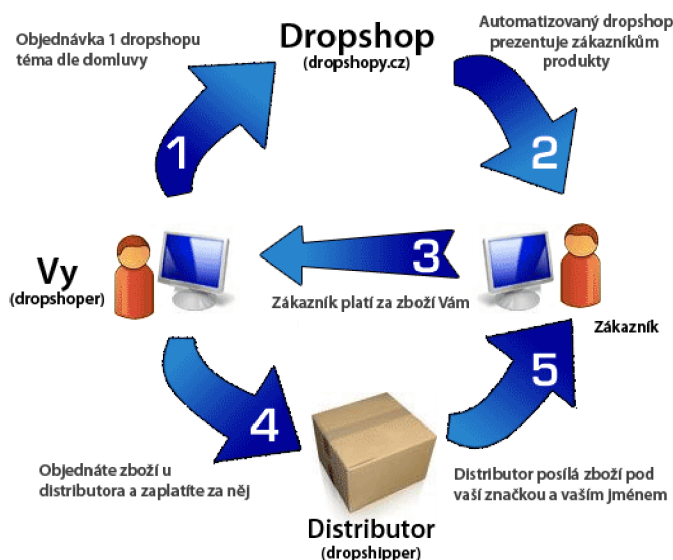 Objednávka 1 dropshopu
téma dle domluvy
Dropshop
(dropshopy.cz)
Automatizovaný dropshop
prezentuje zákazníkům
produkty
1
2
3
Vy
(dropshoper)
Zákazník platí za zboží Vám
Zákazník
4
5
Objednáte zboží u
distributora a zaplatíte za něj
Distributor posílá zboží pod
vaší značkou a vaším jménem
Distributor
(dropshipper)